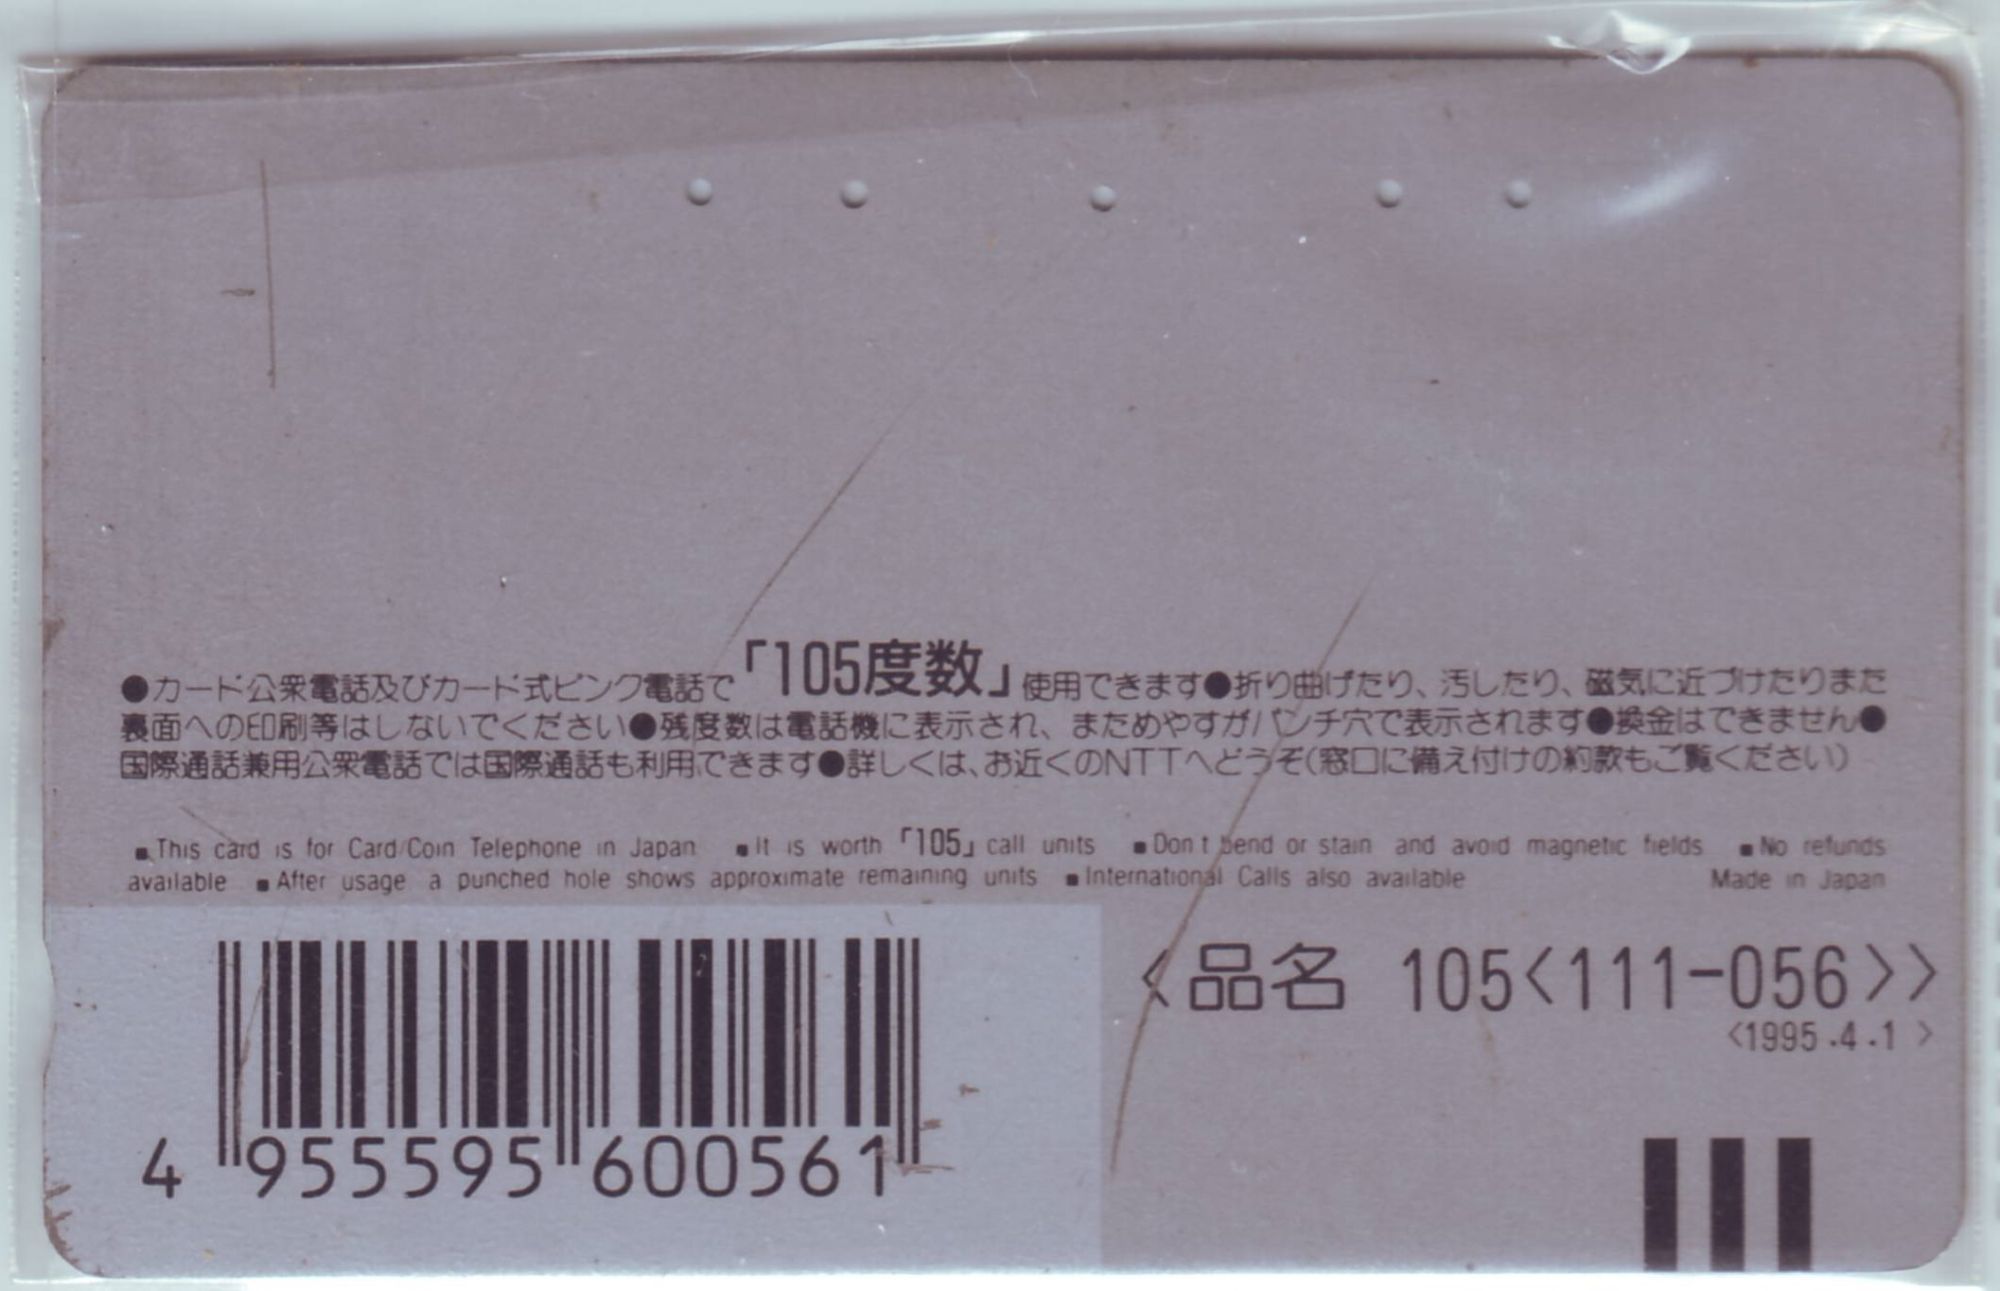 ●カード公衆電話及びカード式ピンク電話で「105度数」使用できます●折り曲げたり、汚したり、磁気に近づけたりまた
裏面への印刷等はしないでください●残度数は電話機に表示され、まためやすがパンチ穴で表示されます●換金はできません●
国際通話兼用公衆電話では国際通話も利用できます●詳しくは、お近くのNTTへどうぞ(窓口に備え付けの約款もご覧ください)
■This card is for Card/Coin Telephone in Japan ■It is worth「105」call units ■Don't bend or stain and avoid magnetic fields ■No refunds
available ■After usage a punched hole shows approximate remaining units ■International Calls also available Made in Japan
<品名 105<111-056>>
<1995.4.1 >
4 955595 600561